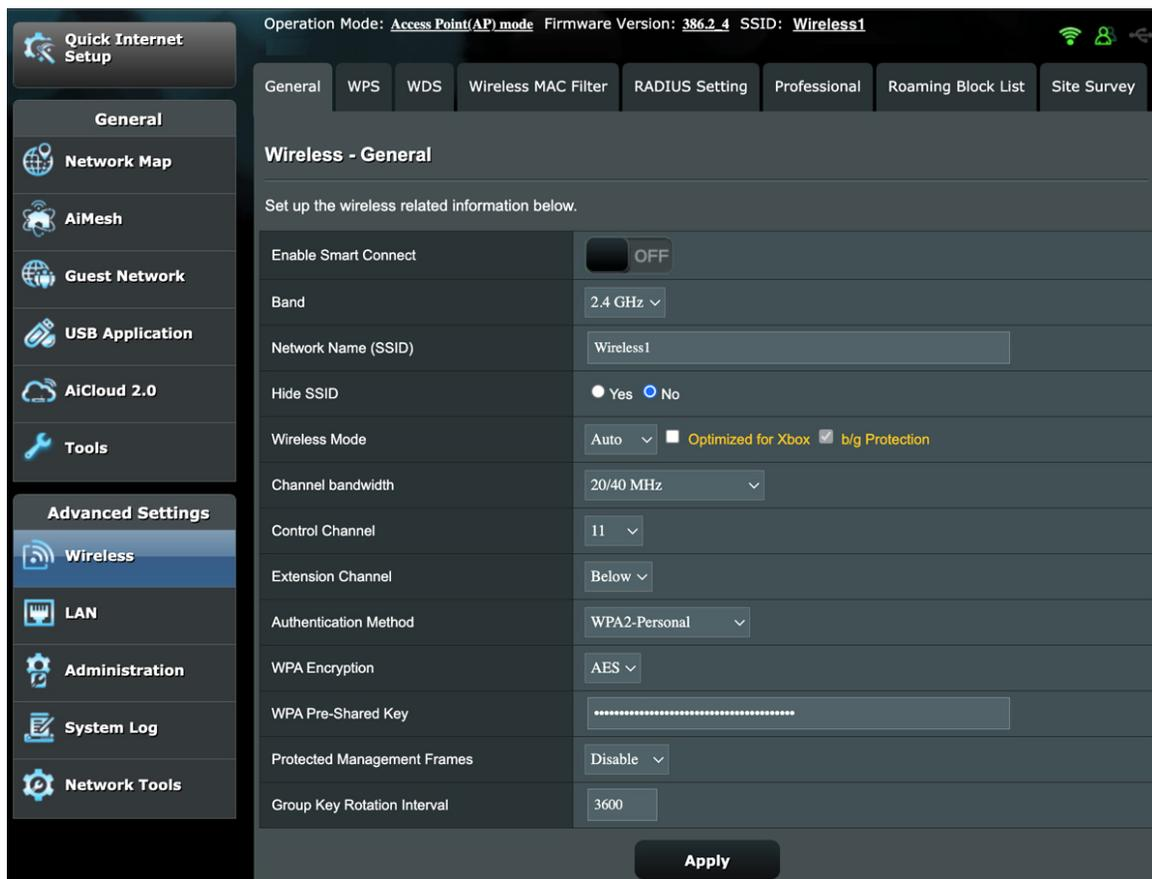 Quick Internet
Setup
General
Network Map
AiMesh
Guest Network
USB Application
AiCloud 2.0
Tools
Advanced Settings
Wireless
LAN
Administration
System Log
Network Tools
Operation Mode: Access Point(AP) mode Firmware Version: 386.2_4 SSID: Wireless1
General WPS WDS Wireless MAC Filter RADIUS Setting Professional Roaming Block List Site Survey
Wireless - General
Set up the wireless related information below.
Enable Smart Connect OFF
Band 2.4 GHz
Network Name (SSID) Wireless1
Hide SSID Yes No
Wireless Mode Auto Optimized for Xbox b/g Protection
Channel bandwidth 20/40 MHz
Control Channel 11
Extension Channel Below
Authentication Method WPA2-Personal
WPA Encryption AES
WPA Pre-Shared Key
Protected Management Frames Disable
Group Key Rotation Interval 3600
Apply